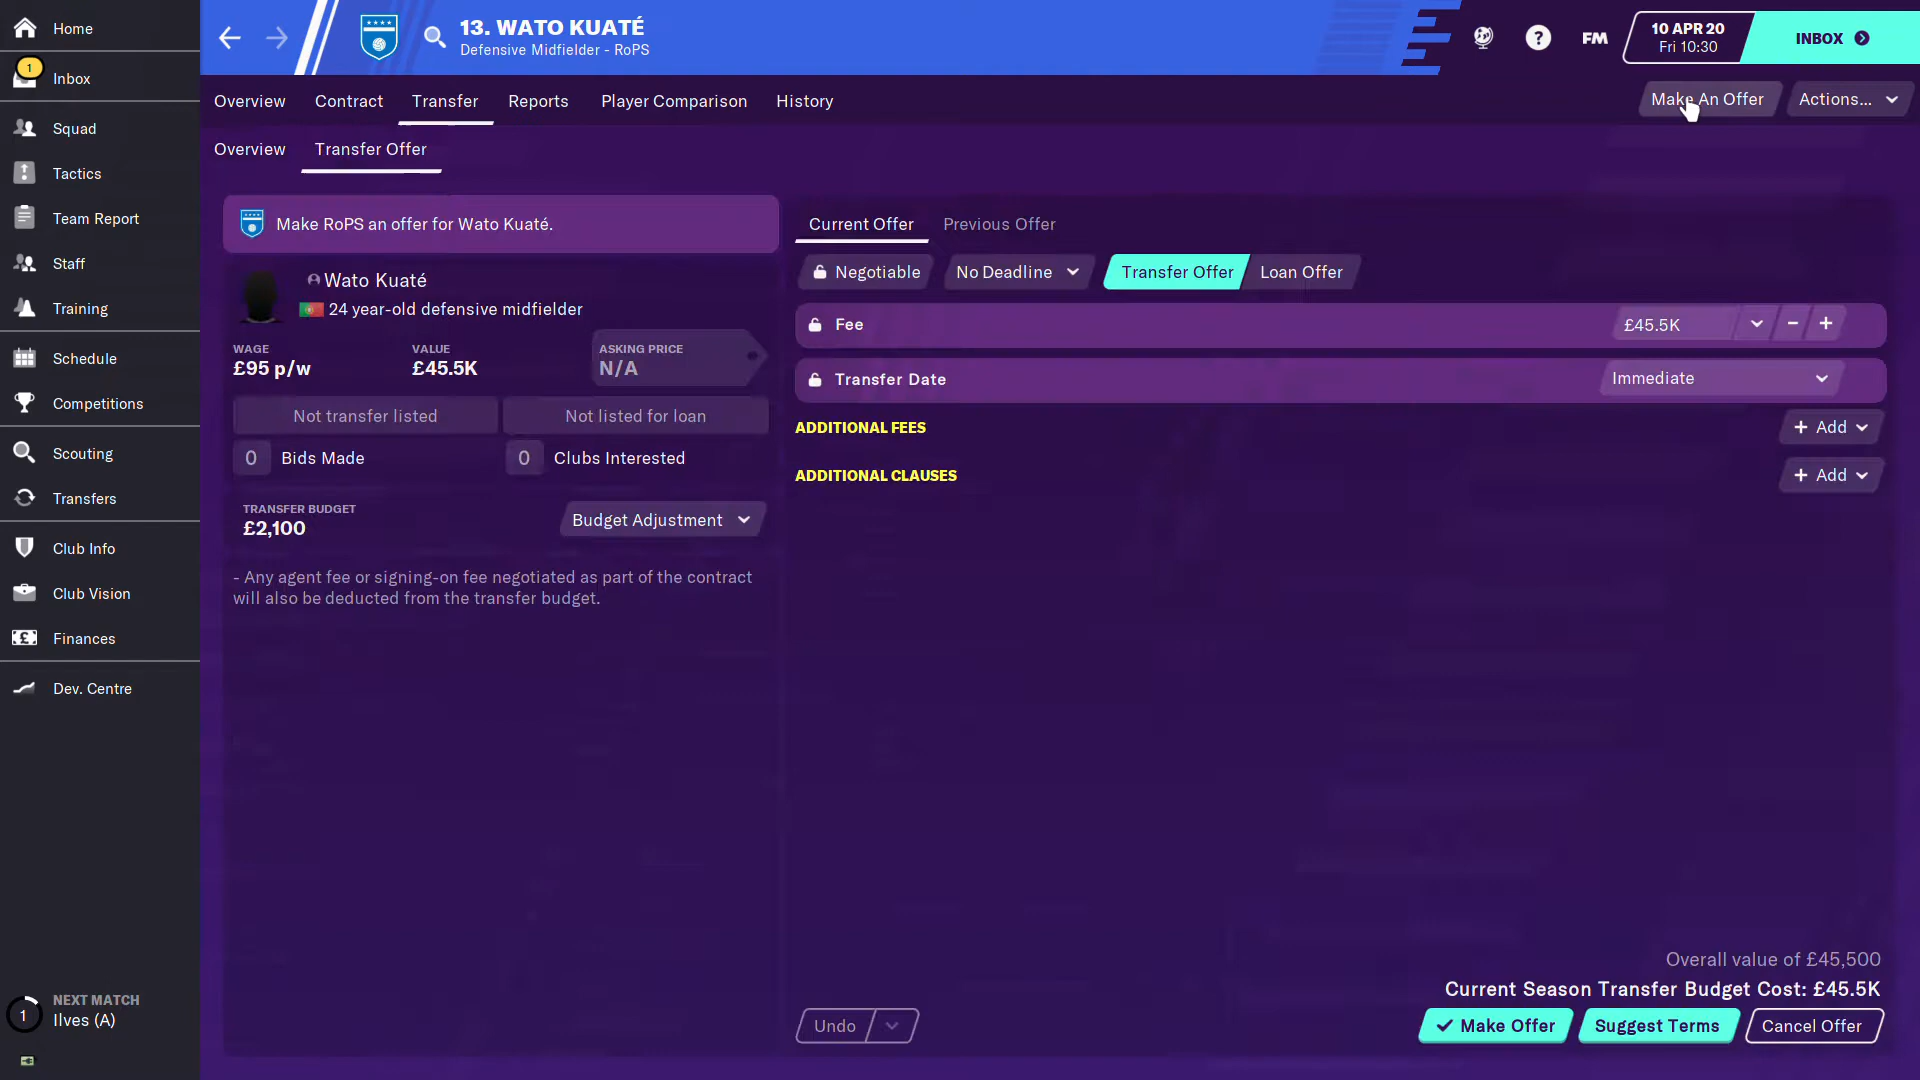 Home
1
Inbox
Squad
Tactics
Team Report
Staff
Training
Schedule
Competitions
Scouting
Transfers
Club Info
Club Vision
Finances
Dev. Centre
NEXT MATCH
1
Ilves (A)
13. WATO KUATÉ
Defensive Midfielder - RoPS
?
FM
10 APR 20
Fri 10:30
INBOX
Overview
Contract
Transfer
Reports
Player Comparison
History
Make An Offer
Actions...
Overview
Transfer Offer
Make RoPS an offer for Wato Kuaté.
Wato Kuaté
24 year-old defensive midfielder
WAGE
£95 p/w
VALUE
£45.5K
ASKING PRICE
N/A
Not transfer listed
Not listed for loan
0 Bids Made
0 Clubs Interested
TRANSFER BUDGET
£2,100
Budget Adjustment
- Any agent fee or signing-on fee negotiated as part of the contract
will also be deducted from the transfer budget.
Current Offer
Previous Offer
Negotiable
No Deadline
Transfer Offer
Loan Offer
Fee
£45.5K
- +
Transfer Date
Immediate
ADDITIONAL FEES
+ Add
ADDITIONAL CLAUSES
+ Add
Overall value of £45,500
Current Season Transfer Budget Cost: £45.5K
Undo
Make Offer
Suggest Terms
Cancel Offer